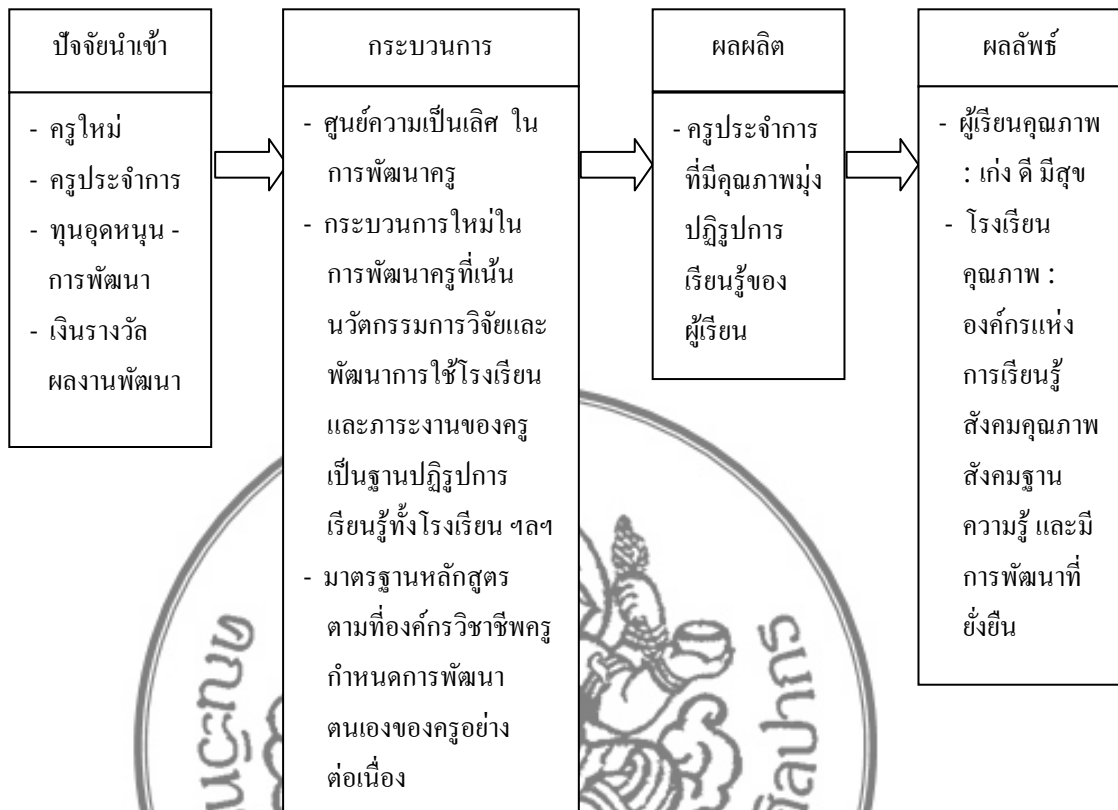 ปัจจัยนำเข้า
- ครูใหม่
- ครูประจำการ
- ทุนอุดหนุน -
การพัฒนา
- เงินรางวัล
ผลงานพัฒนา
กระบวนการ
- ศูนย์ความเป็นเลิศ ใน
การพัฒนาครู
- กระบวนการใหม่ใน
การพัฒนาครูที่เน้น
นวัตกรรมการวิจัยและ
พัฒนาการใช้โรงเรียน
และภาระงานของครู
เป็นฐานปฏิรูปการ
เรียนรู้ทั้งโรงเรียน ฯลฯ
- มาตรฐานหลักสูตร
ตามที่องค์กรวิชาชีพครู
กำหนดการพัฒนา
ตนเองของครูอย่าง
ต่อเนื่อง
ผลผลิต
- ครูประจำการ
ที่มีคุณภาพมุ่ง
ปฏิรูปการ
เรียนรู้ของ
ผู้เรียน
ผลลัพธ์
- ผู้เรียนคุณภาพ
: เก่ง ดี มีสุข
- โรงเรียน
คุณภาพ :
องค์กรแห่ง
การเรียนรู้
สังคมคุณภาพ
สังคมฐาน
ความรู้ และมี
การพัฒนาที่
ยั่งยืน